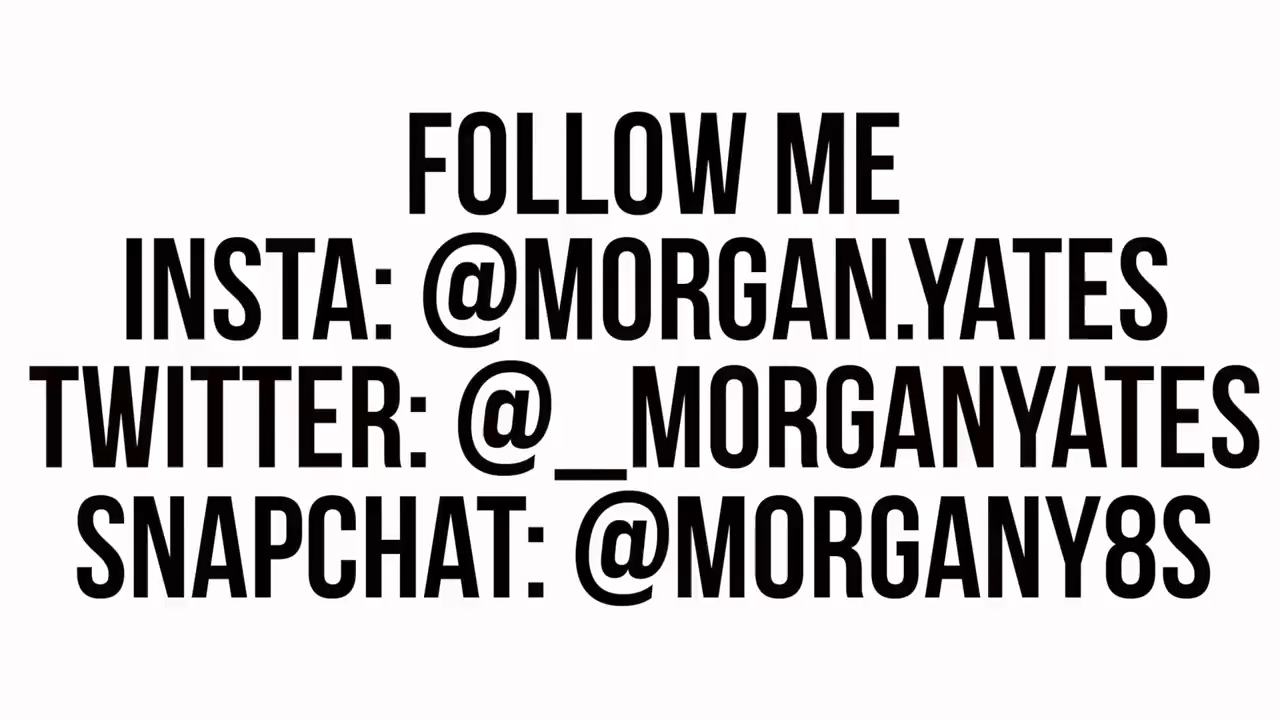 FOLLOW ME
INSTA: @MORGAN.YATES
TWITTER: @_MORGANYATES
SNAPCHAT: @MORGANY8S